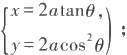 {x = 2a tanθ,
y = 2a cos²θ ;